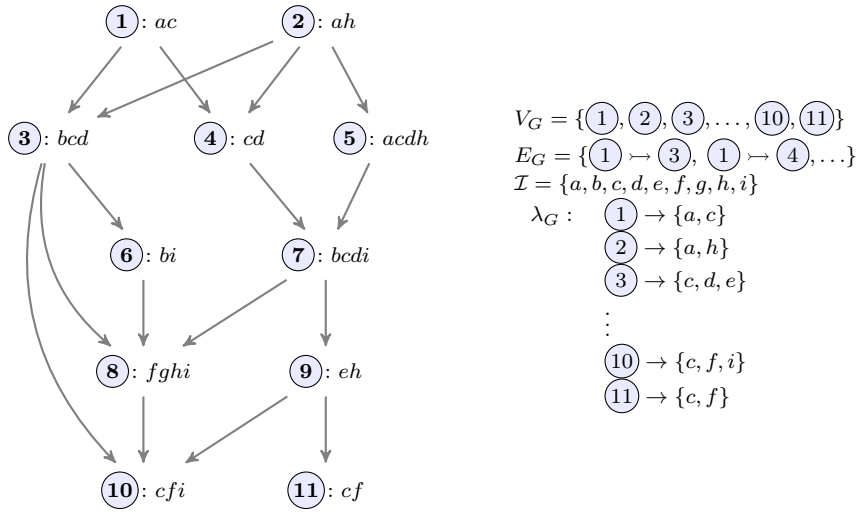 1 : ac 2 : ah
3 : bcd 4 : cd 5 : acdh
6 : bi 7 : bcdi
8 : fghi 9 : eh
10 : cfi 11 : cf
V_G = {1, 2, 3, ..., 10, 11}
E_G = {1 ↣ 3, 1 ↣ 4, ...}
ℐ = {a, b, c, d, e, f, g, h, i}
λ_G : 1 → {a, c}
2 → {a, h}
3 → {c, d, e}
⋮
10 → {c, f, i}
11 → {c, f}